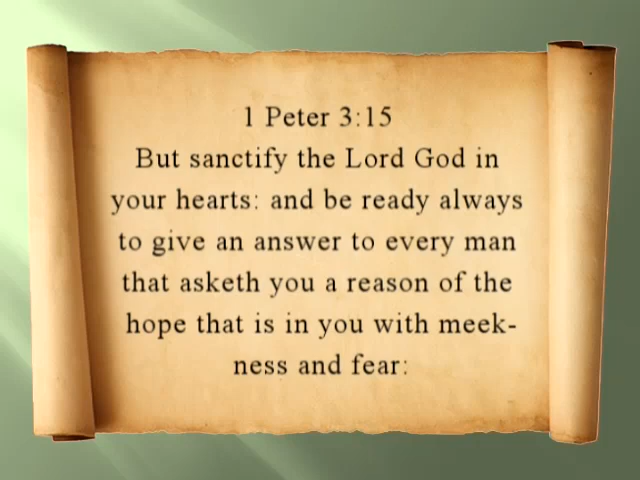 1 Peter 3:15
But sanctify the Lord God in
your hearts: and be ready always
to give an answer to every man
that asketh you a reason of the
hope that is in you with meek-
ness and fear: